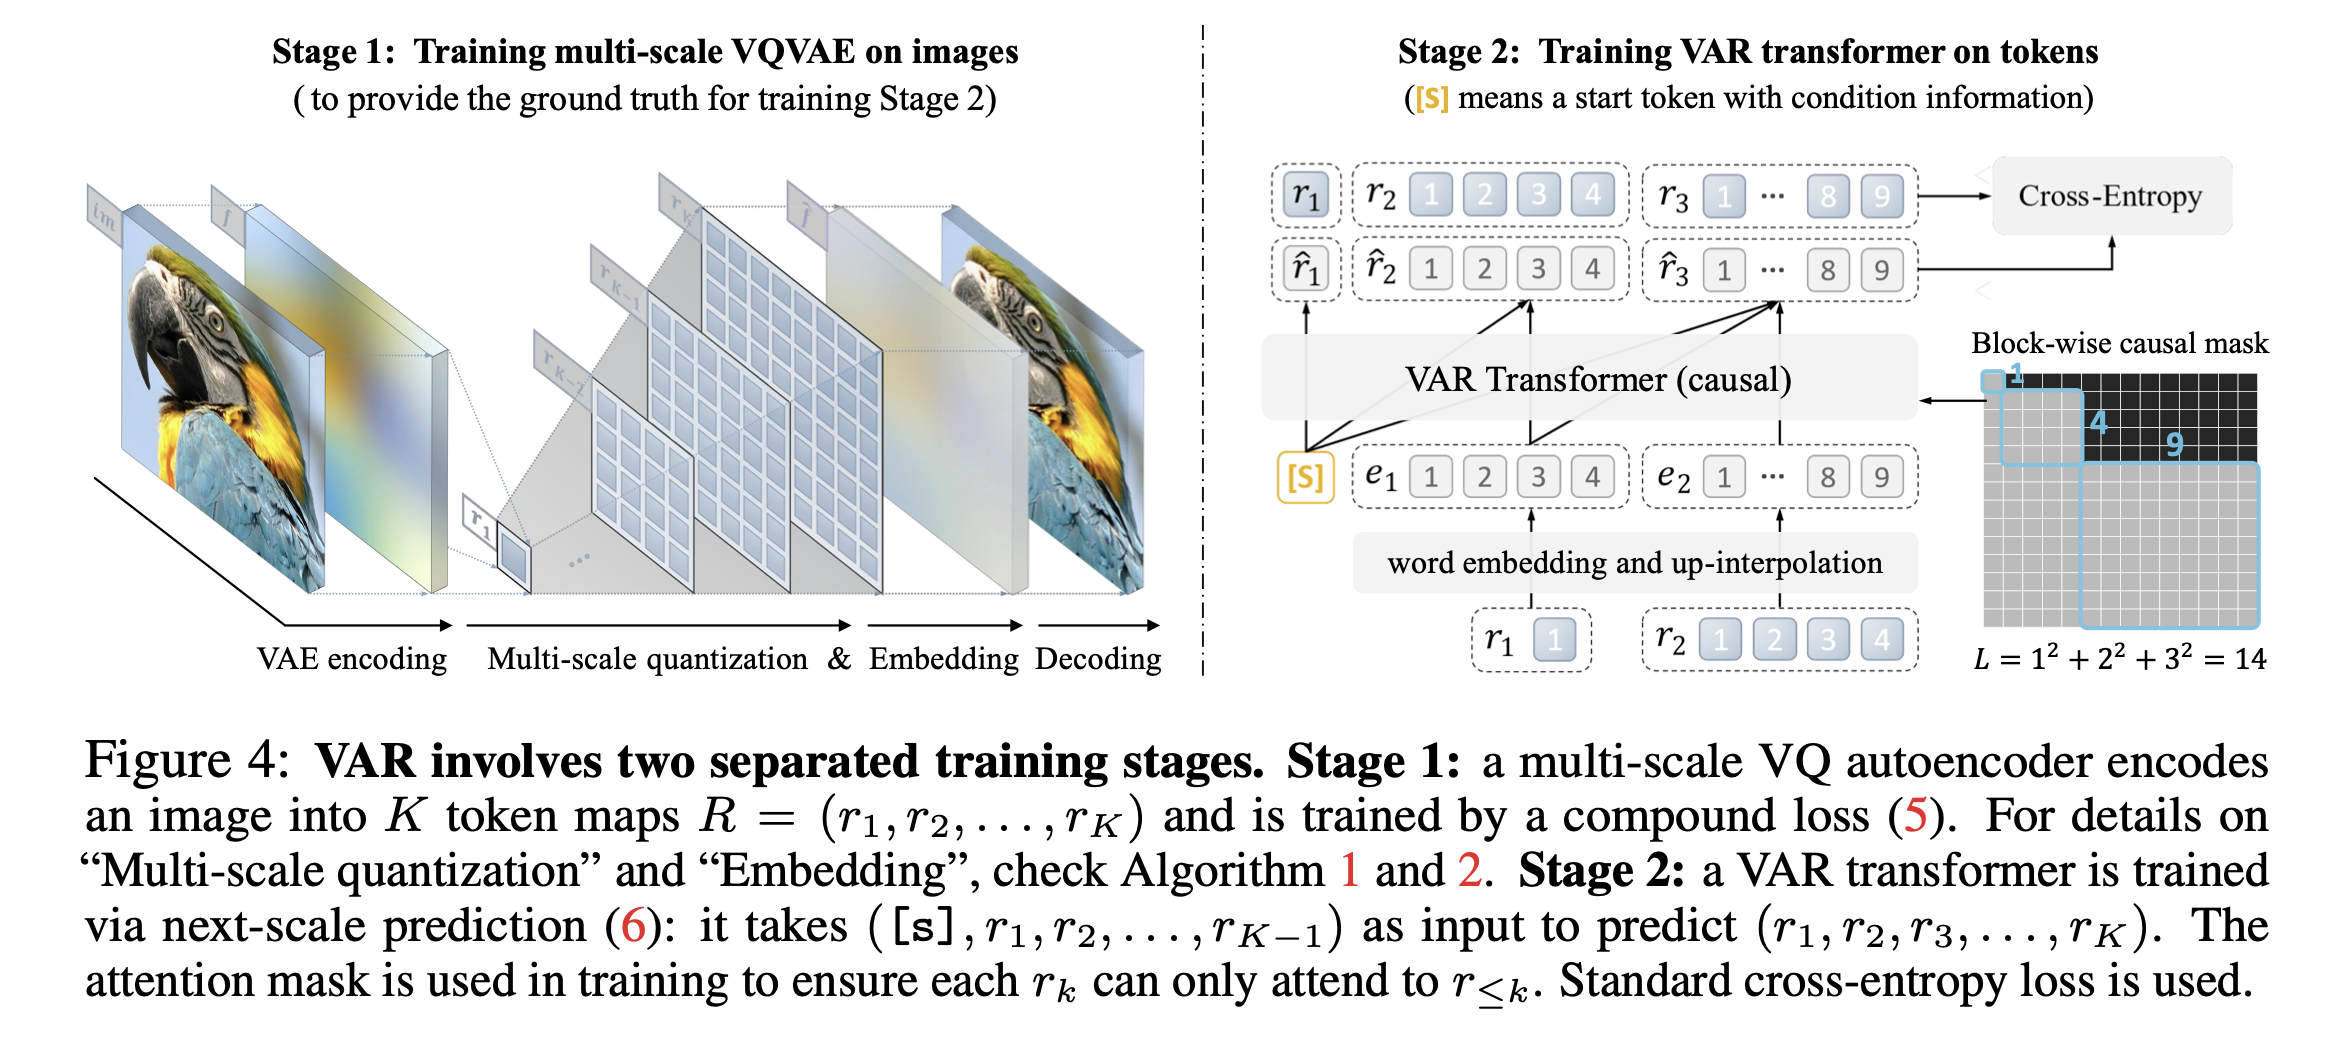 Stage 1: Training multi-scale VQVAE on images
( to provide the ground truth for training Stage 2)
im
f
r1
...
rK-2
rK-1
rK
f̂
VAE encoding
Multi-scale quantization & Embedding
Decoding
Stage 2: Training VAR transformer on tokens
([S] means a start token with condition information)
r1 r2 1 2 3 4 r3 1 ... 8 9
Cross-Entropy
r̂1 r̂2 1 2 3 4 r̂3 1 ... 8 9
VAR Transformer (causal)
[S] e1 1 2 3 4 e2 1 ... 8 9
word embedding and up-interpolation
r1 1 r2 1 2 3 4
Block-wise causal mask
1
4
9
L = 1² + 2² + 3² = 14
Figure 4: VAR involves two separated training stages. Stage 1: a multi-scale VQ autoencoder encodes
an image into K token maps R = (r1, r2, . . . , rK) and is trained by a compound loss (5). For details on
“Multi-scale quantization” and “Embedding”, check Algorithm 1 and 2. Stage 2: a VAR transformer is trained
via next-scale prediction (6): it takes ([s], r1, r2, . . . , rK−1) as input to predict (r1, r2, r3, . . . , rK). The
attention mask is used in training to ensure each rk can only attend to r≤k. Standard cross-entropy loss is used.